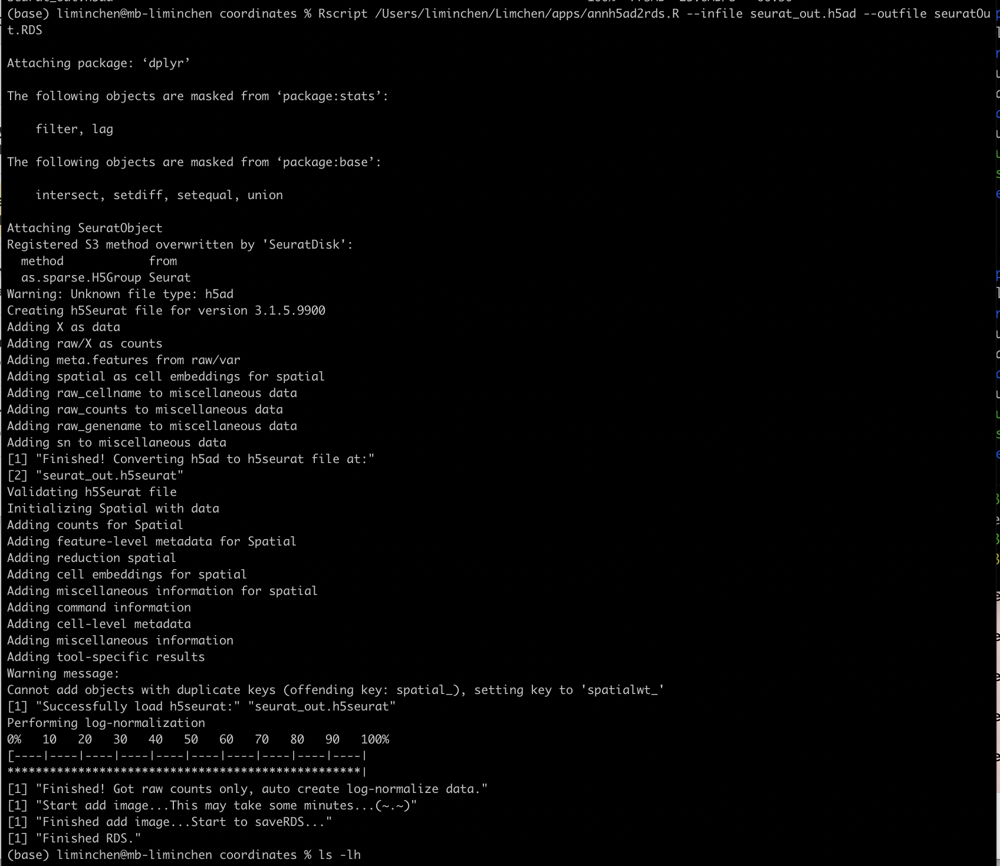 (base) liminchen@mb-liminchen coordinates % Rscript /Users/liminchen/Limchen/apps/annh5ad2rds.R --infile seurat_out.h5ad --outfile seuratOu
t.RDS
Attaching package: ‘dplyr’
The following objects are masked from ‘package:stats’:
    filter, lag
The following objects are masked from ‘package:base’:
    intersect, setdiff, setequal, union
Attaching SeuratObject
Registered S3 method overwritten by 'SeuratDisk':
  method            from
  as.sparse.H5Group Seurat
Warning: Unknown file type: h5ad
Creating h5Seurat file for version 3.1.5.9900
Adding X as data
Adding raw/X as counts
Adding meta.features from raw/var
Adding spatial as cell embeddings for spatial
Adding raw_cellname to miscellaneous data
Adding raw_counts to miscellaneous data
Adding raw_genename to miscellaneous data
Adding sn to miscellaneous data
[1] "Finished! Converting h5ad to h5seurat file at:"
[2] "seurat_out.h5seurat"
Validating h5Seurat file
Initializing Spatial with data
Adding counts for Spatial
Adding feature-level metadata for Spatial
Adding reduction spatial
Adding cell embeddings for spatial
Adding miscellaneous information for spatial
Adding command information
Adding cell-level metadata
Adding miscellaneous information
Adding tool-specific results
Warning message:
Cannot add objects with duplicate keys (offending key: spatial_), setting key to 'spatialwt_'
[1] "Successfully load h5seurat:" "seurat_out.h5seurat"
Performing log-normalization
0%   10   20   30   40   50   60   70   80   90   100%
[----|----|----|----|----|----|----|----|----|----|
**************************************************|
[1] "Finished! Got raw counts only, auto create log-normalize data."
[1] "Start add image...This may take some minutes...(~.~)"
[1] "Finished add image...Start to saveRDS..."
[1] "Finished RDS."
(base) liminchen@mb-liminchen coordinates % ls -lh